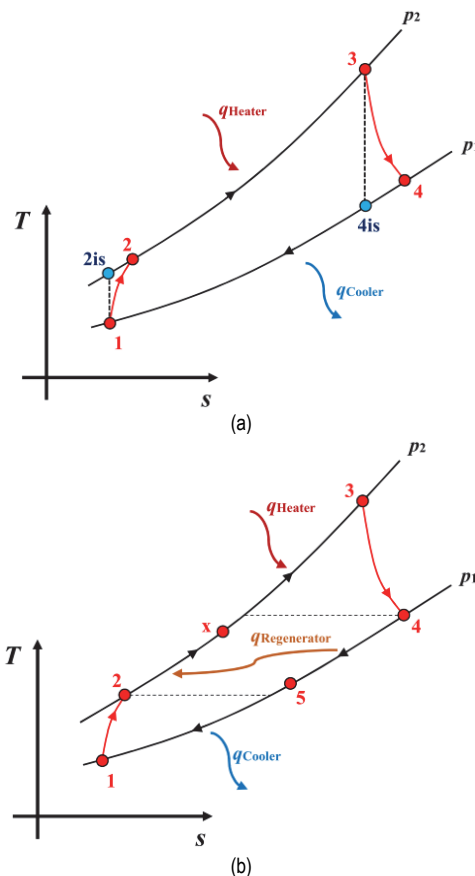 p2
3
qHeater
p1
T
2
4
2is
4is
qCooler
1
s
(a)
p2
3
qHeater
p1
x
4
T
qRegenerator
2
5
1
qCooler
s
(b)